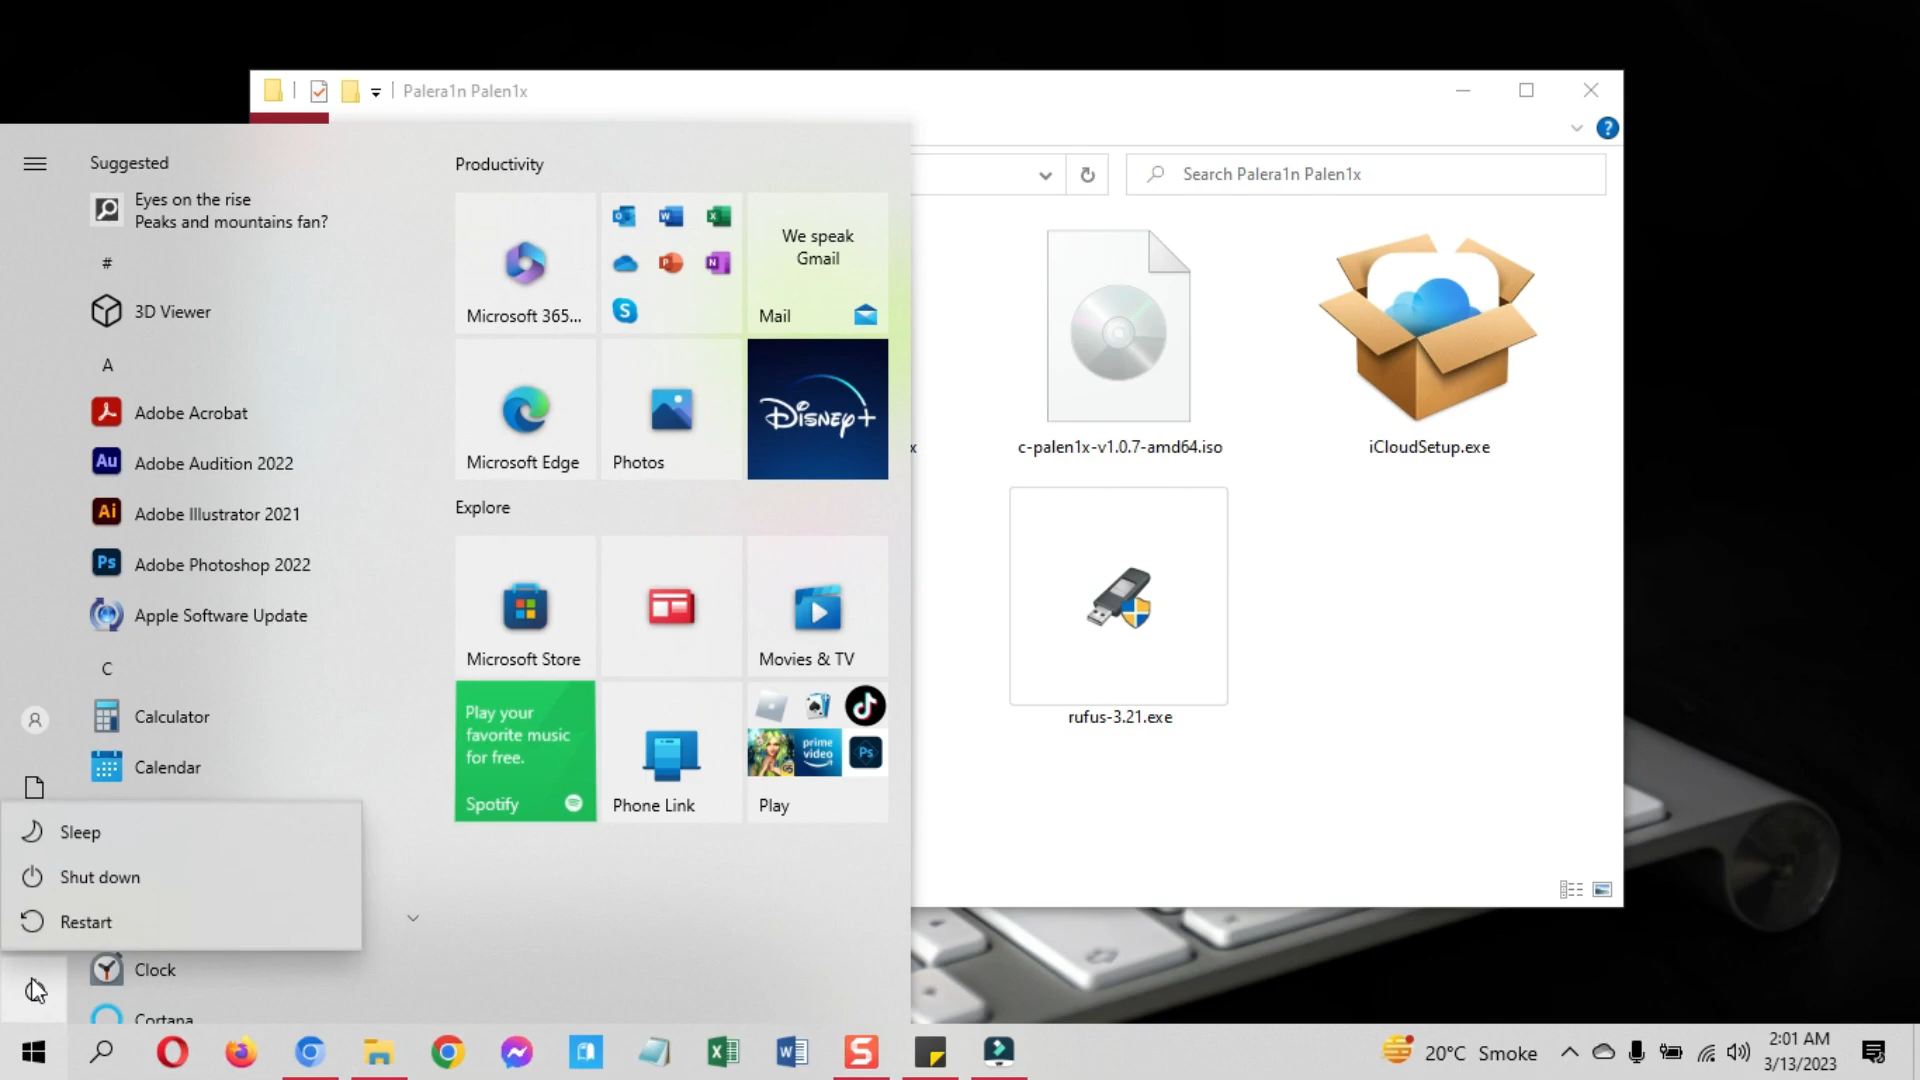 Palera1n Palen1x
Search Palera1n Palen1x
Suggested
Eyes on the rise
Peaks and mountains fan?
#
3D Viewer
A
Adobe Acrobat
Adobe Audition 2022
Adobe Illustrator 2021
Adobe Photoshop 2022
Apple Software Update
C
Calculator
Calendar
Sleep
Shut down
Restart
Clock
Cortana
Productivity
Microsoft 365...
We speak
Gmail
Mail
Microsoft Edge
Photos
Disney+
Explore
Microsoft Store
Movies & TV
Play your
favorite music
for free.
Spotify
Phone Link
prime
video
Play
x
c-palen1x-v1.0.7-amd64.iso
iCloudSetup.exe
rufus-3.21.exe
20°C Smoke
2:01 AM
3/13/2023